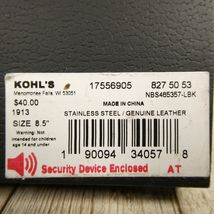 KOHL'S 17556905 827 50 53
Menomonee Falls, WI 53051 NBS465357-LBK
$40.00 MADE IN CHINA
1913 STAINLESS STEEL / GENUINE LEATHER
SIZE 8.5"
Warning: Not
intended for children
age 14 and under
1 90094 34057 8
Security Device Enclosed AT